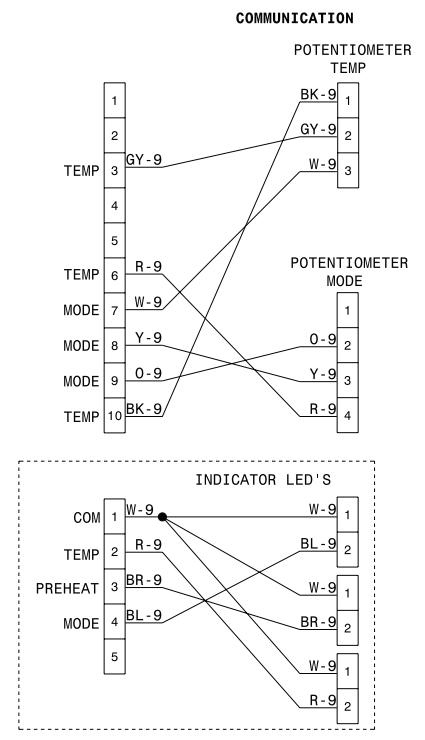 COMMUNICATION
POTENTIOMETER
TEMP
BK-9 1
1
GY-9 2
2
W-9 3
TEMP 3 GY-9
4
5
POTENTIOMETER
MODE
TEMP 6 R-9
1
MODE 7 W-9
O-9 2
MODE 8 Y-9
Y-9 3
MODE 9 O-9
R-9 4
TEMP 10 BK-9
INDICATOR LED'S
COM 1 W-9
W-9 1
TEMP 2 R-9
BL-9 2
PREHEAT 3 BR-9
W-9 1
MODE 4 BL-9
BR-9 2
5
W-9 1
R-9 2